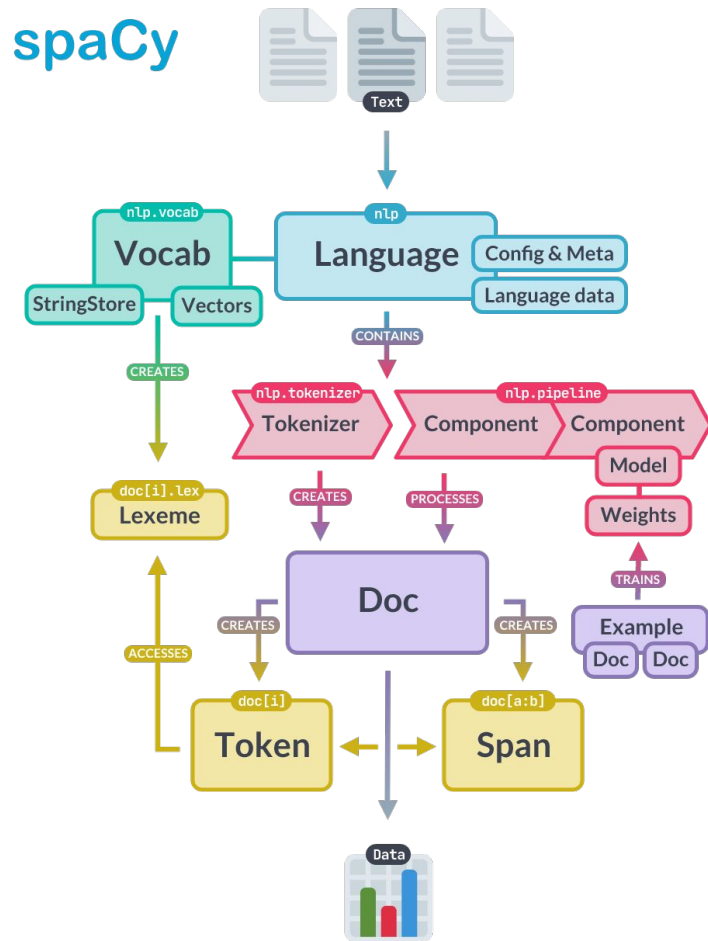 spaCy
Text
nlp.vocab
Vocab
StringStore
Vectors
nlp
Language
Config & Meta
Language data
CREATES
CONTAINS
nlp.tokenizer
Tokenizer
nlp.pipeline
Component
Component
Model
Weights
doc[i].lex
Lexeme
CREATES
PROCESSES
TRAINS
Doc
Example
Doc
Doc
CREATES
CREATES
ACCESSES
doc[i]
Token
doc[a:b]
Span
Data